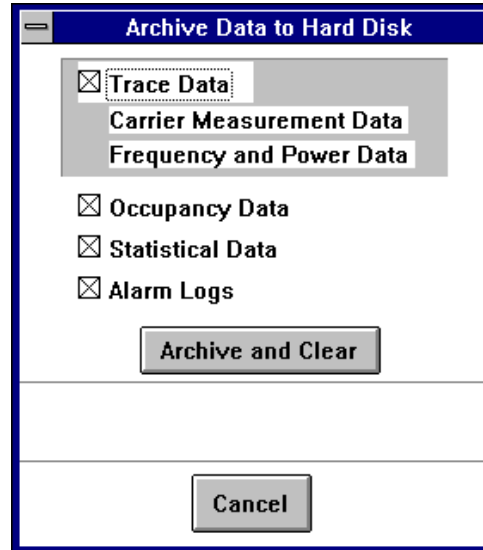 Archive Data to Hard Disk
Trace Data
Carrier Measurement Data
Frequency and Power Data
Occupancy Data
Statistical Data
Alarm Logs
Archive and Clear
Cancel